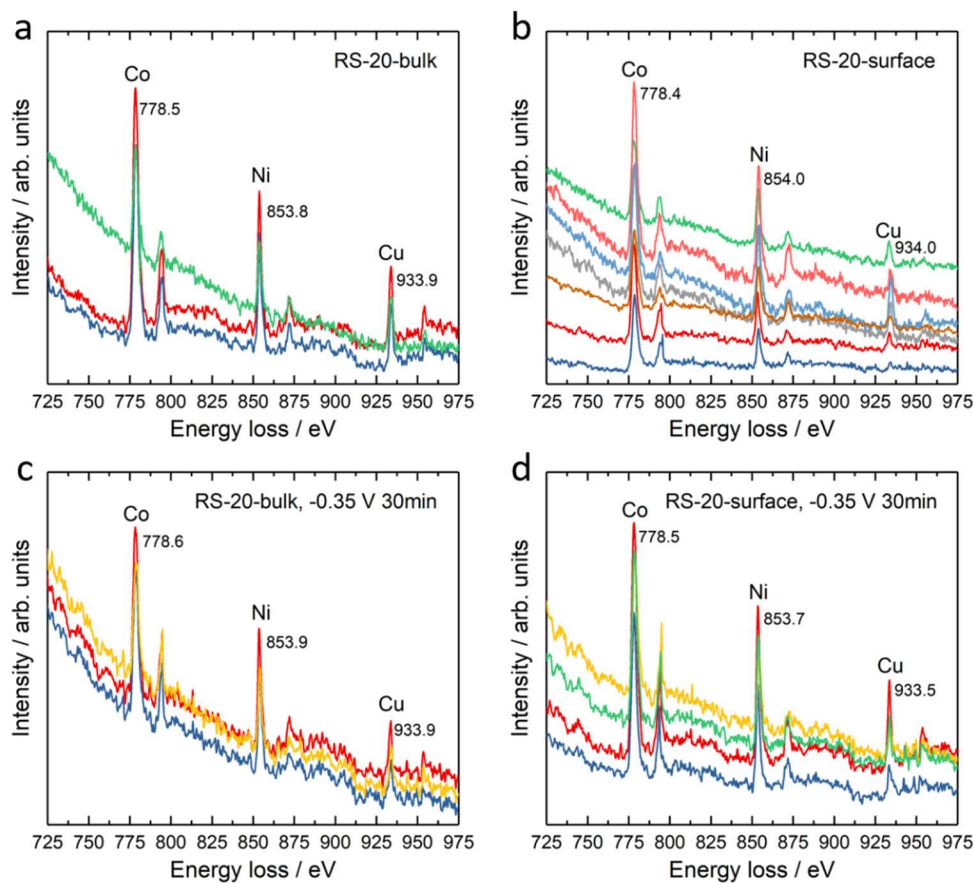 a
RS-20-bulk
Co
778.5
Ni
853.8
Cu
933.9
Intensity / arb. units
725 750 775 800 825 850 875 900 925 950 975
Energy loss / eV
b
RS-20-surface
Co
778.4
Ni
854.0
Cu
934.0
Intensity / arb. units
725 750 775 800 825 850 875 900 925 950 975
Energy loss / eV
c
RS-20-bulk, -0.35 V 30min
Co
778.6
Ni
853.9
Cu
933.9
Intensity / arb. units
725 750 775 800 825 850 875 900 925 950 975
Energy loss / eV
d
RS-20-surface, -0.35 V 30min
Co
778.5
Ni
853.7
Cu
933.5
Intensity / arb. units
725 750 775 800 825 850 875 900 925 950 975
Energy loss / eV